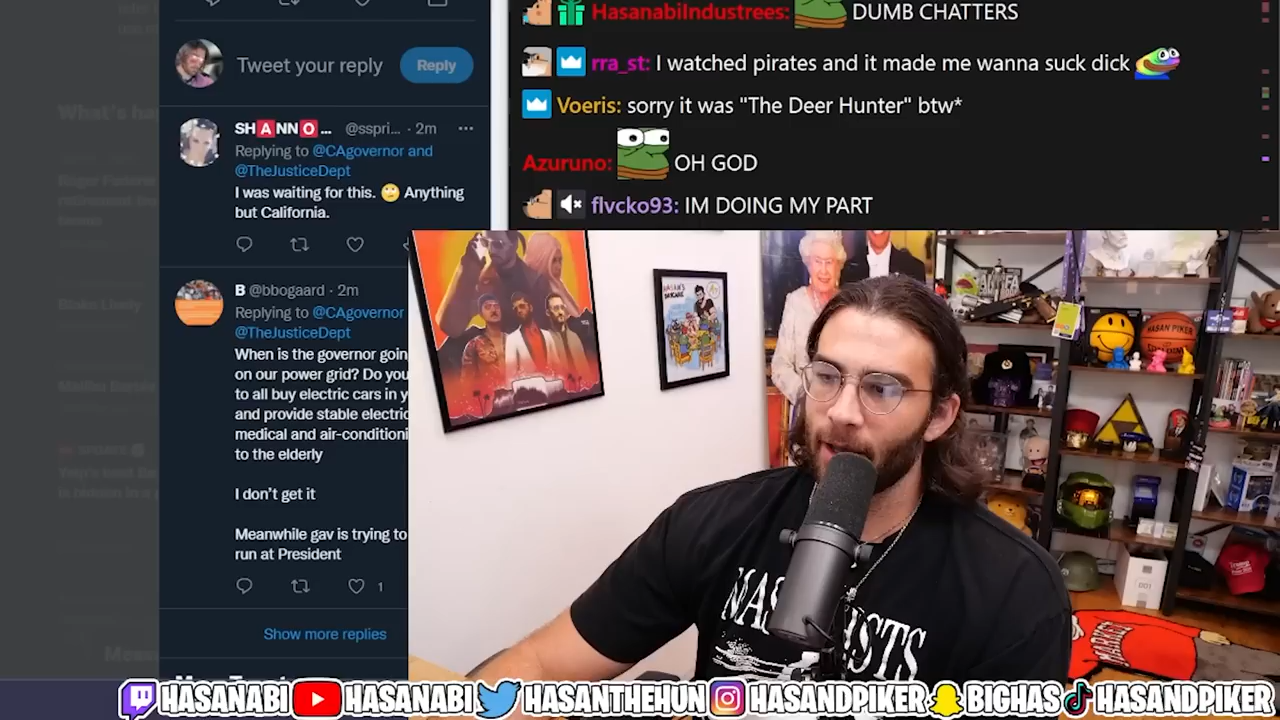 Tweet your reply
Reply
SHANNO... @sspri... · 2m
Replying to @CAgovernor and
@TheJusticeDept
I was waiting for this. 🙄 Anything
but California.
B @bbogaard · 2m
Replying to @CAgovernor
@TheJusticeDept
When is the governor goin
on our power grid? Do you
to all buy electric cars in y
and provide stable electric
medical and air-conditioni
to the elderly
I don't get it
Meanwhile gav is trying to
run at President
1
Show more replies
HasanabiIndustrees: DUMB CHATTERS
rra_st: I watched pirates and it made me wanna suck dick
Voeris: sorry it was "The Deer Hunter" btw*
Azuruno: OH GOD
flvcko93: IM DOING MY PART
HASAN PIKER
HASANABI HASANABI HASANTHEHUN HASANDPIKER BIGHAS HASANDPIKER